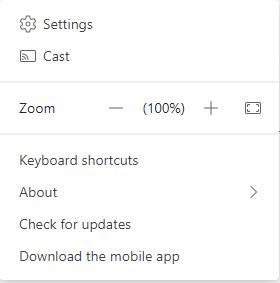 Settings
Cast
Zoom — (100%) +
Keyboard shortcuts
About
Check for updates
Download the mobile app